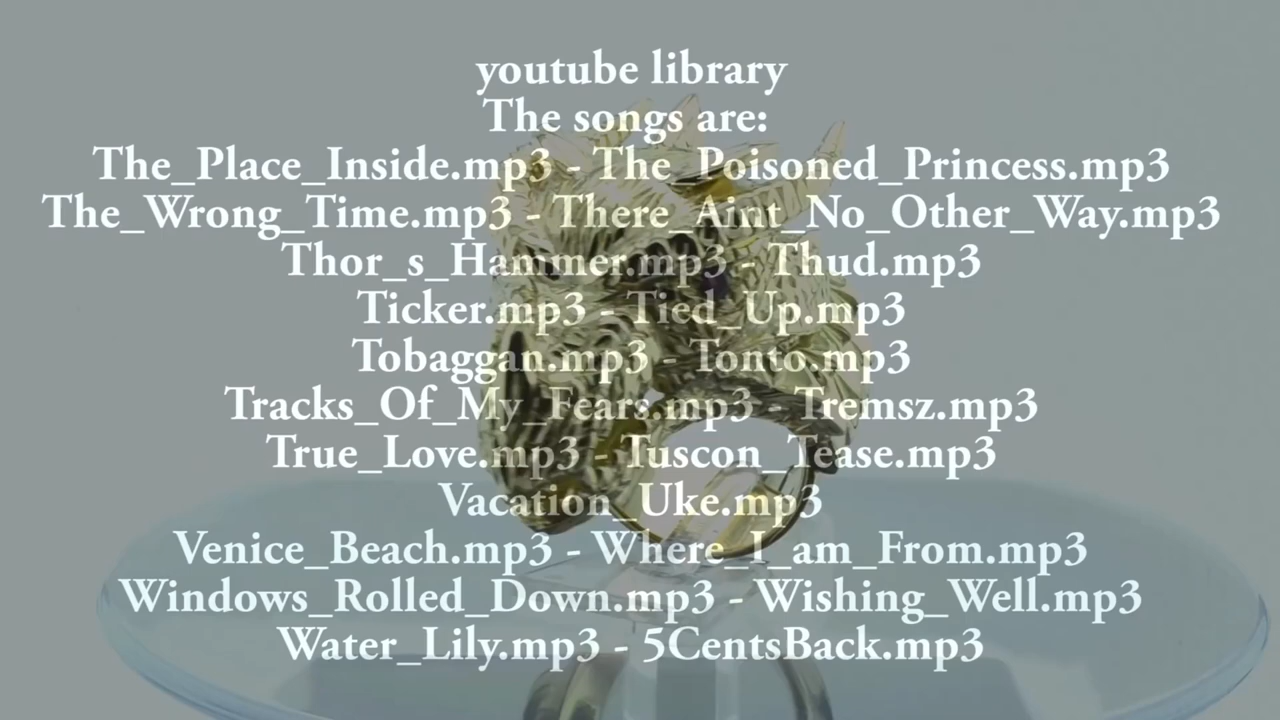 youtube library
The songs are:
The_Place_Inside.mp3 - The_Poisoned_Princess.mp3
The_Wrong_Time.mp3 - There_Aint_No_Other_Way.mp3
Thor_s_Hammer.mp3 - Thud.mp3
Ticker.mp3 - Tied_Up.mp3
Tobaggan.mp3 - Tonto.mp3
Tracks_Of_My_Fears.mp3 - Tremsz.mp3
True_Love.mp3 - Tuscon_Tease.mp3
Vacation_Uke.mp3
Venice_Beach.mp3 - Where_I_am_From.mp3
Windows_Rolled_Down.mp3 - Wishing_Well.mp3
Water_Lily.mp3 - 5CentsBack.mp3